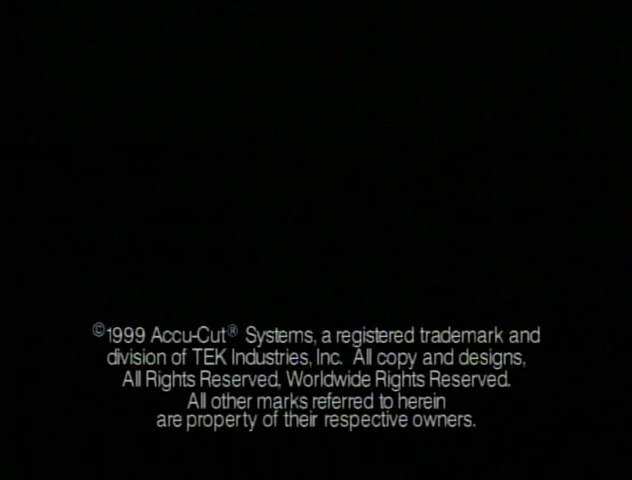 ©1999 Accu-Cut® Systems, a registered trademark and
division of TEK Industries, Inc. All copy and designs,
All Rights Reserved, Worldwide Rights Reserved.
All other marks referred to herein
are property of their respective owners.